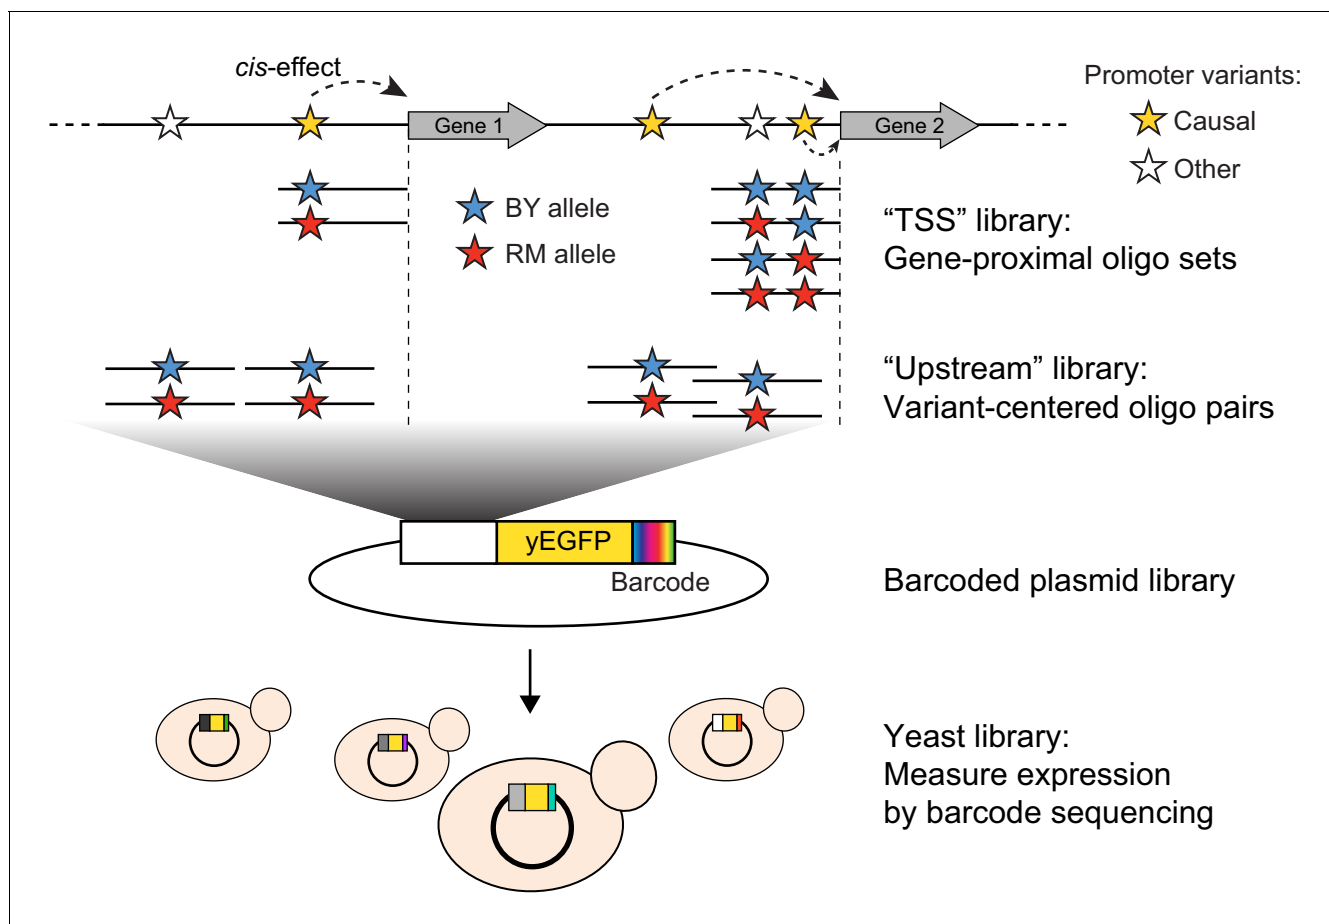 cis-effect
Promoter variants:
Gene 1
Gene 2
Causal
Other
BY allele
RM allele
“TSS” library:
Gene-proximal oligo sets
“Upstream” library:
Variant-centered oligo pairs
yEGFP
Barcode
Barcoded plasmid library
Yeast library:
Measure expression
by barcode sequencing